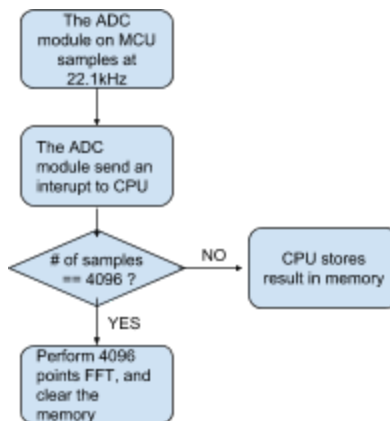 The ADC
module on MCU
samples at
22.1kHz
The ADC
module send an
interupt to CPU
# of samples
== 4096 ?
NO
CPU stores
result in memory
YES
Perform 4096
points FFT, and
clear the
memory